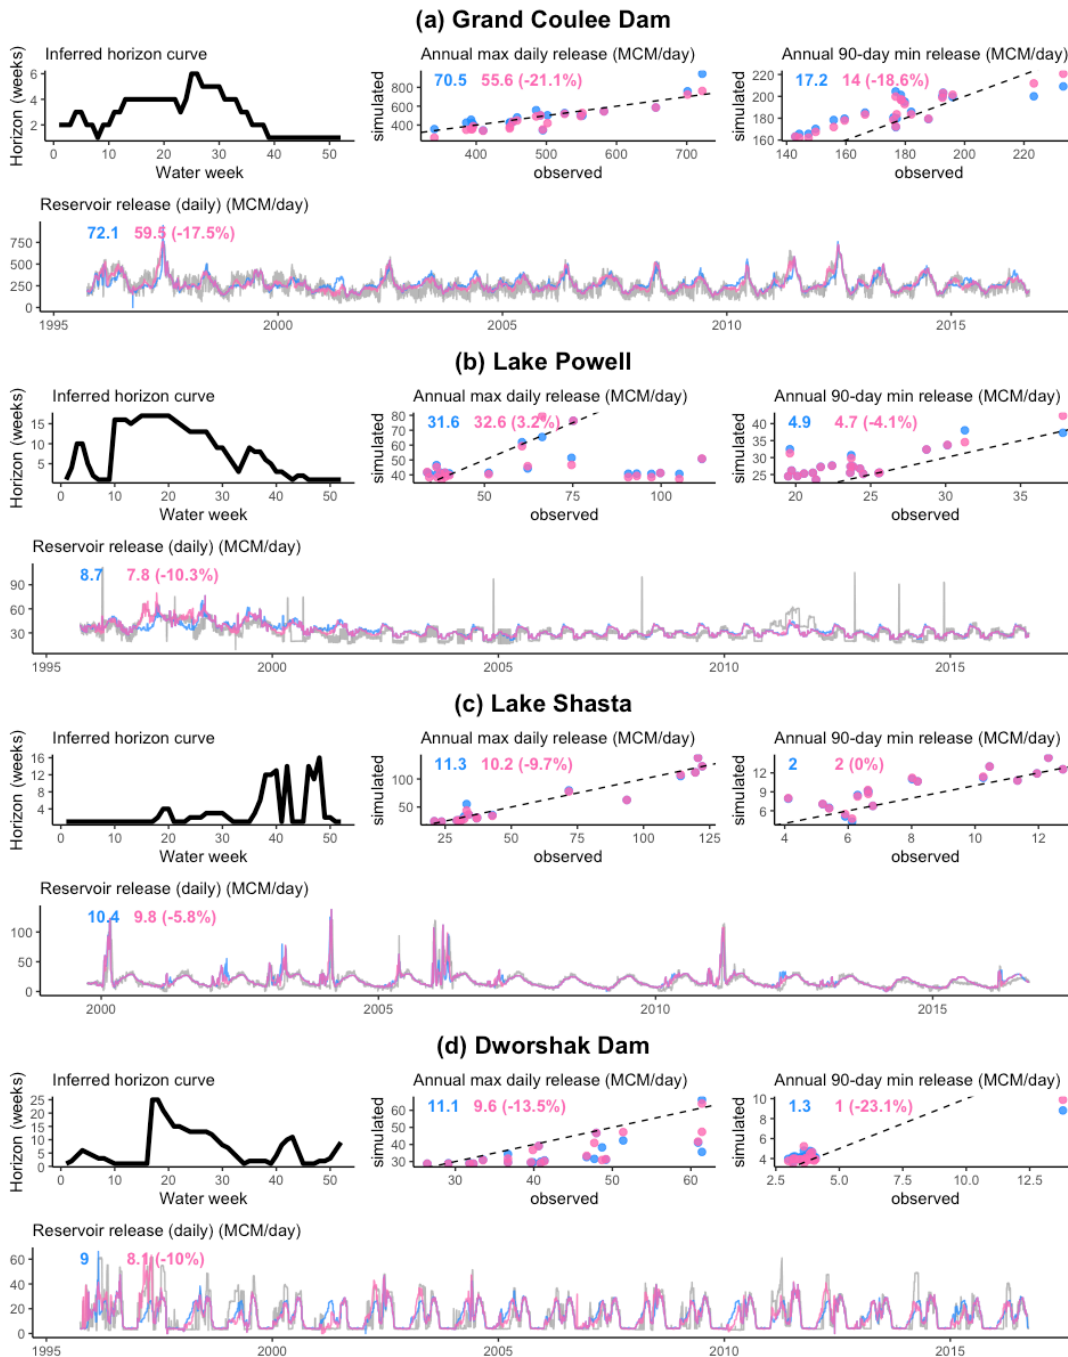 (a) Grand Coulee Dam
Inferred horizon curve
Annual max daily release (MCM/day)
Annual 90-day min release (MCM/day)
Horizon (weeks)
6
4
2
0 10 20 30 40 50
Water week
simulated
800
600
400
70.5 55.6 (-21.1%)
400 500 600 700
observed
simulated
220
200
180
160
17.2 14 (-18.6%)
140 160 180 200 220
observed
Reservoir release (daily) (MCM/day)
72.1 59.5 (-17.5%)
750
500
250
0
1995 2000 2005 2010 2015
(b) Lake Powell
Inferred horizon curve
Annual max daily release (MCM/day)
Annual 90-day min release (MCM/day)
Horizon (weeks)
15
10
5
0 10 20 30 40 50
Water week
simulated
80
70
60
50
40
31.6 32.6 (3.2%)
50 75 100
observed
simulated
40
35
30
25
4.9 4.7 (-4.1%)
20 25 30 35
observed
Reservoir release (daily) (MCM/day)
8.7 7.8 (-10.3%)
90
60
30
1995 2000 2005 2010 2015
(c) Lake Shasta
Inferred horizon curve
Annual max daily release (MCM/day)
Annual 90-day min release (MCM/day)
Horizon (weeks)
16
12
8
4
0 10 20 30 40 50
Water week
simulated
100
50
11.3 10.2 (-9.7%)
25 50 75 100 125
observed
simulated
12
9
6
2 2 (0%)
4 6 8 10 12
observed
Reservoir release (daily) (MCM/day)
10.4 9.8 (-5.8%)
100
50
0
2000 2005 2010 2015
(d) Dworshak Dam
Inferred horizon curve
Annual max daily release (MCM/day)
Annual 90-day min release (MCM/day)
Horizon (weeks)
25
20
15
10
5
0
0 10 20 30 40 50
Water week
simulated
60
50
40
30
11.1 9.6 (-13.5%)
30 40 50 60
observed
simulated
10
8
6
4
1.3 1 (-23.1%)
2.5 5.0 7.5 10.0 12.5
observed
Reservoir release (daily) (MCM/day)
9 8.1 (-10%)
60
40
20
0
1995 2000 2005 2010 2015